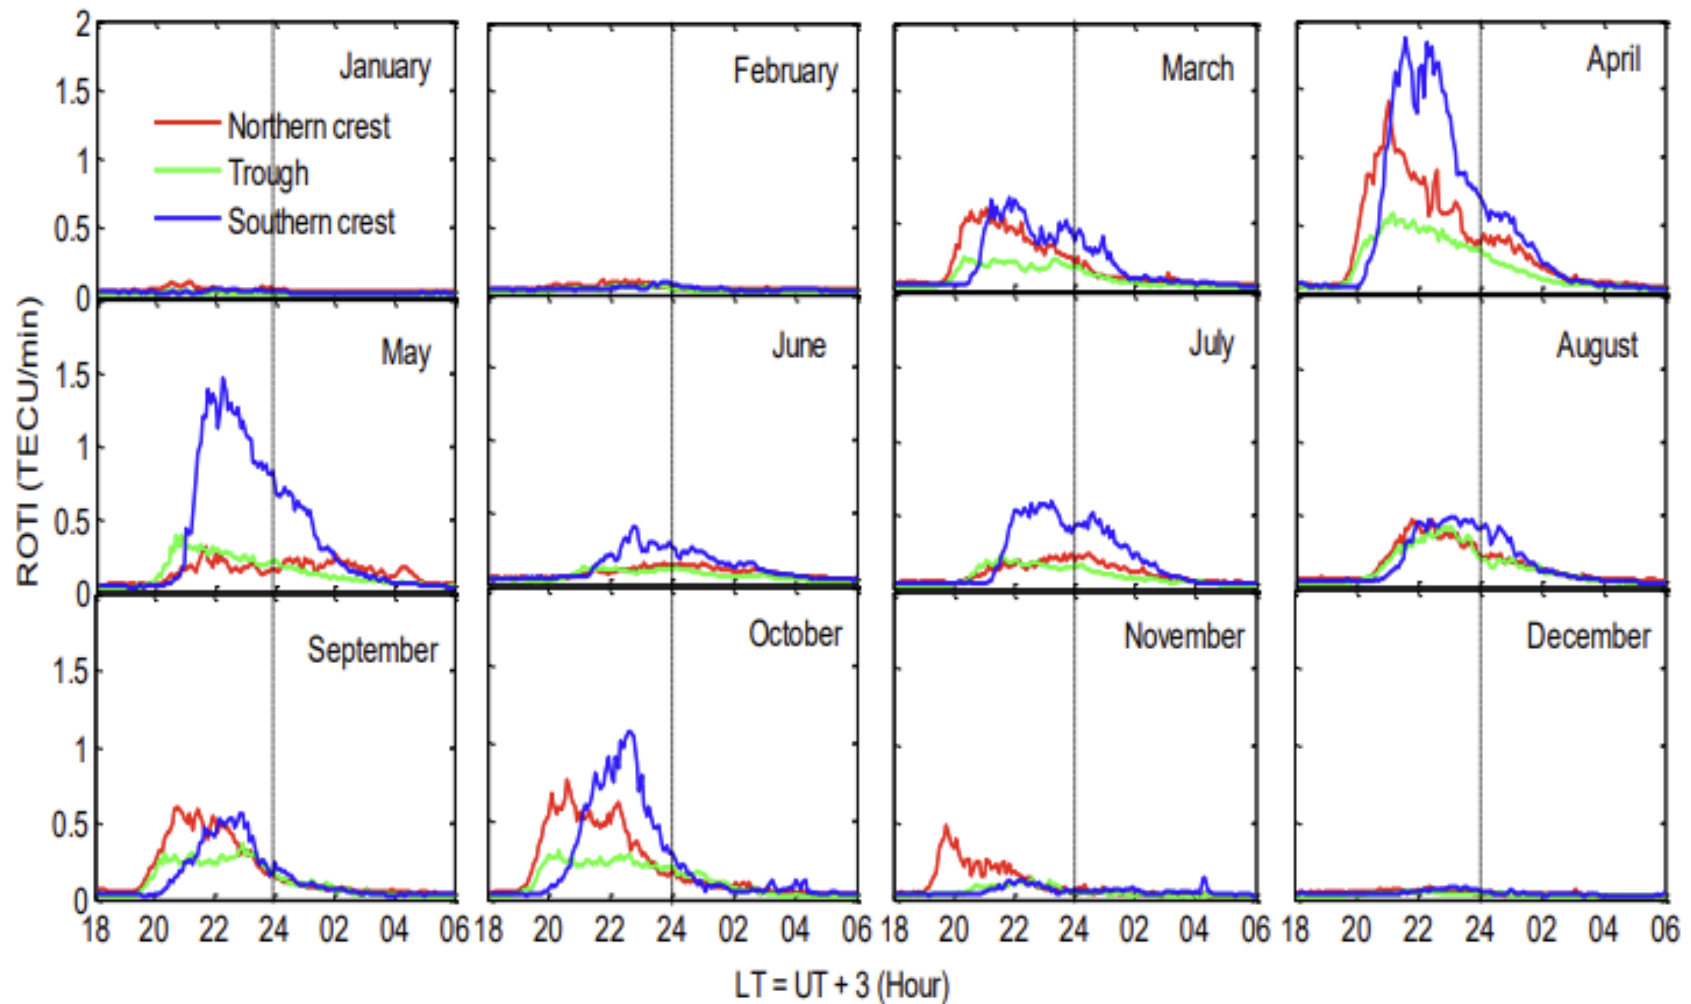 2
January
February
March
April
1.5
Northern crest
1
Trough
0.5
Southern crest
0
May
June
July
August
1.5
1
0.5
0
ROTI (TECU/min)
September
October
November
December
1.5
1
0.5
0
18 20 22 24 02 04 06 18 20 22 24 02 04 06 18 20 22 24 02 04 06 18 20 22 24 02 04 06
LT = UT + 3 (Hour)